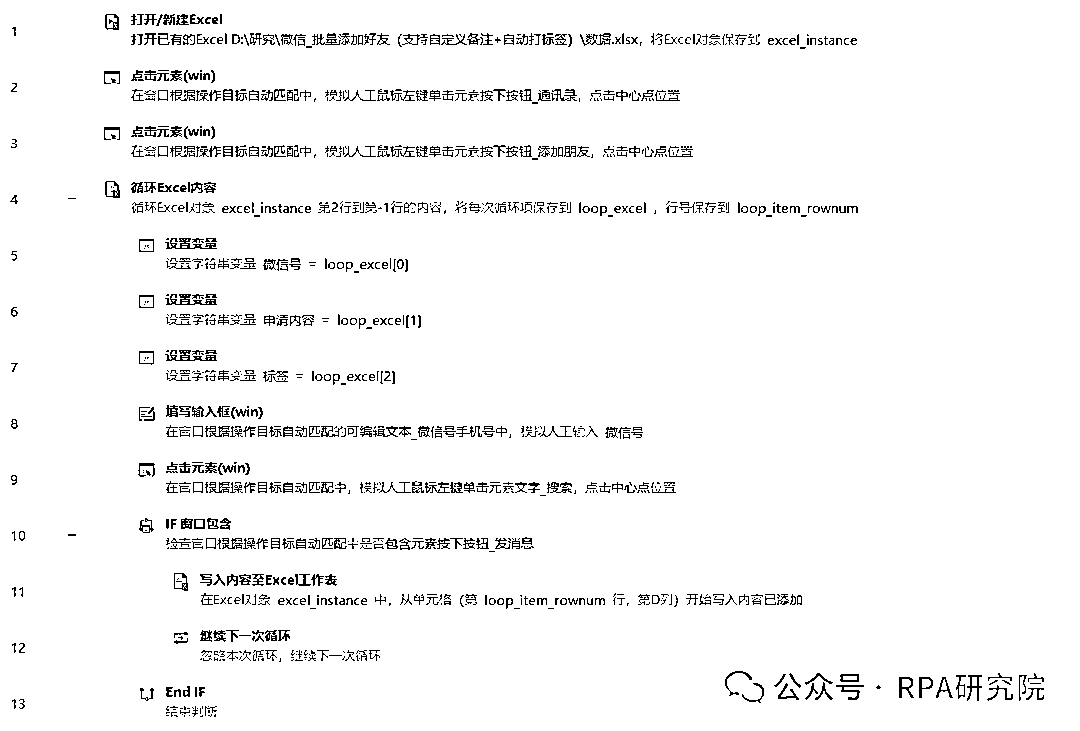 1
打开/新建Excel
打开已有的Excel D:\研究\微信_批量添加好友（支持自定义备注+自动打标签）\数据.xlsx，将Excel对象保存到 excel_instance
2
点击元素(win)
在窗口根据操作目标自动匹配中，模拟人工鼠标左键单击元素按下按钮_通讯录，点击中心点位置
3
点击元素(win)
在窗口根据操作目标自动匹配中，模拟人工鼠标左键单击元素按下按钮_添加朋友，点击中心点位置
4
循环Excel内容
循环Excel对象 excel_instance 第2行到第-1行的内容，将每次循环项保存到 loop_excel ，行号保存到 loop_item_rownum
5
设置变量
设置字符串变量 微信号 = loop_excel[0]
6
设置变量
设置字符串变量 申请内容 = loop_excel[1]
7
设置变量
设置字符串变量 标签 = loop_excel[2]
8
填写输入框(win)
在窗口根据操作目标自动匹配的可编辑文本_微信号手机号中，模拟人工输入 微信号
9
点击元素(win)
在窗口根据操作目标自动匹配中，模拟人工鼠标左键单击元素文字_搜索，点击中心点位置
10
IF 窗口包含
检查窗口根据操作目标自动匹配中是否包含元素按下按钮_发消息
11
写入内容至Excel工作表
在Excel对象 excel_instance 中，从单元格（第 loop_item_rownum 行，第D列）开始写入内容已添加
12
继续下一次循环
忽略本次循环，继续下一次循环
13
End IF
结束判断
公众号 · RPA研究院